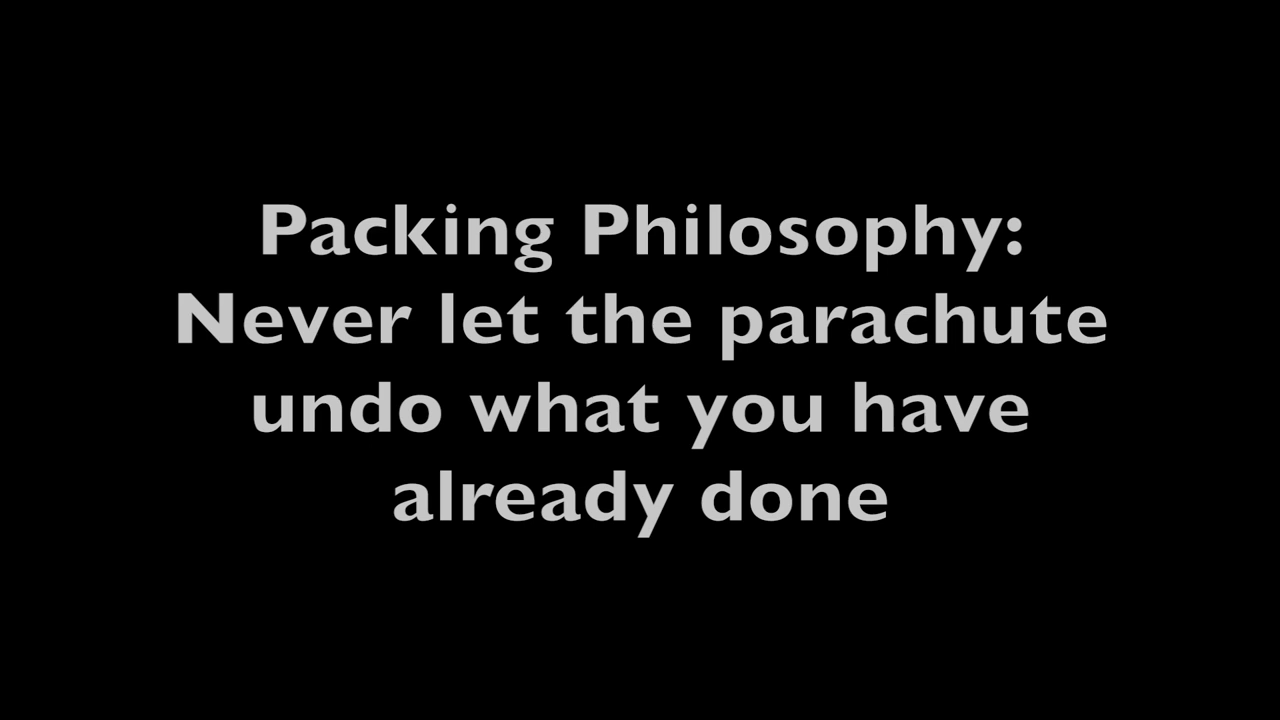 Packing Philosophy:
Never let the parachute
undo what you have
already done